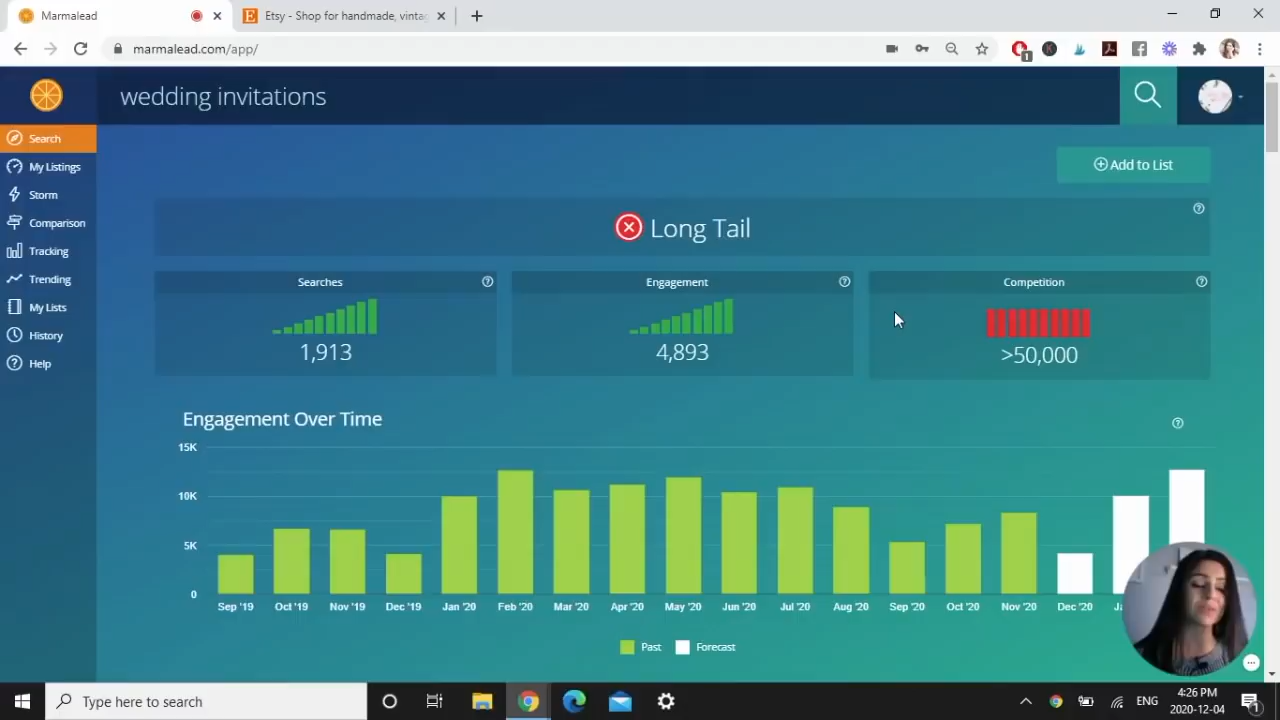 Marmalead
Etsy - Shop for handmade, vintag
marmalead.com/app/
1
wedding invitations
Search
My Listings
Storm
Comparison
Tracking
Trending
My Lists
History
Help
Add to List
Long Tail
Searches
1,913
Engagement
4,893
Competition
>50,000
Engagement Over Time
15K
10K
5K
0
Sep '19 Oct '19 Nov '19 Dec '19 Jan '20 Feb '20 Mar '20 Apr '20 May '20 Jun '20 Jul '20 Aug '20 Sep '20 Oct '20 Nov '20 Dec '20
Past Forecast
Type here to search
ENG
4:26 PM
2020-12-04
1